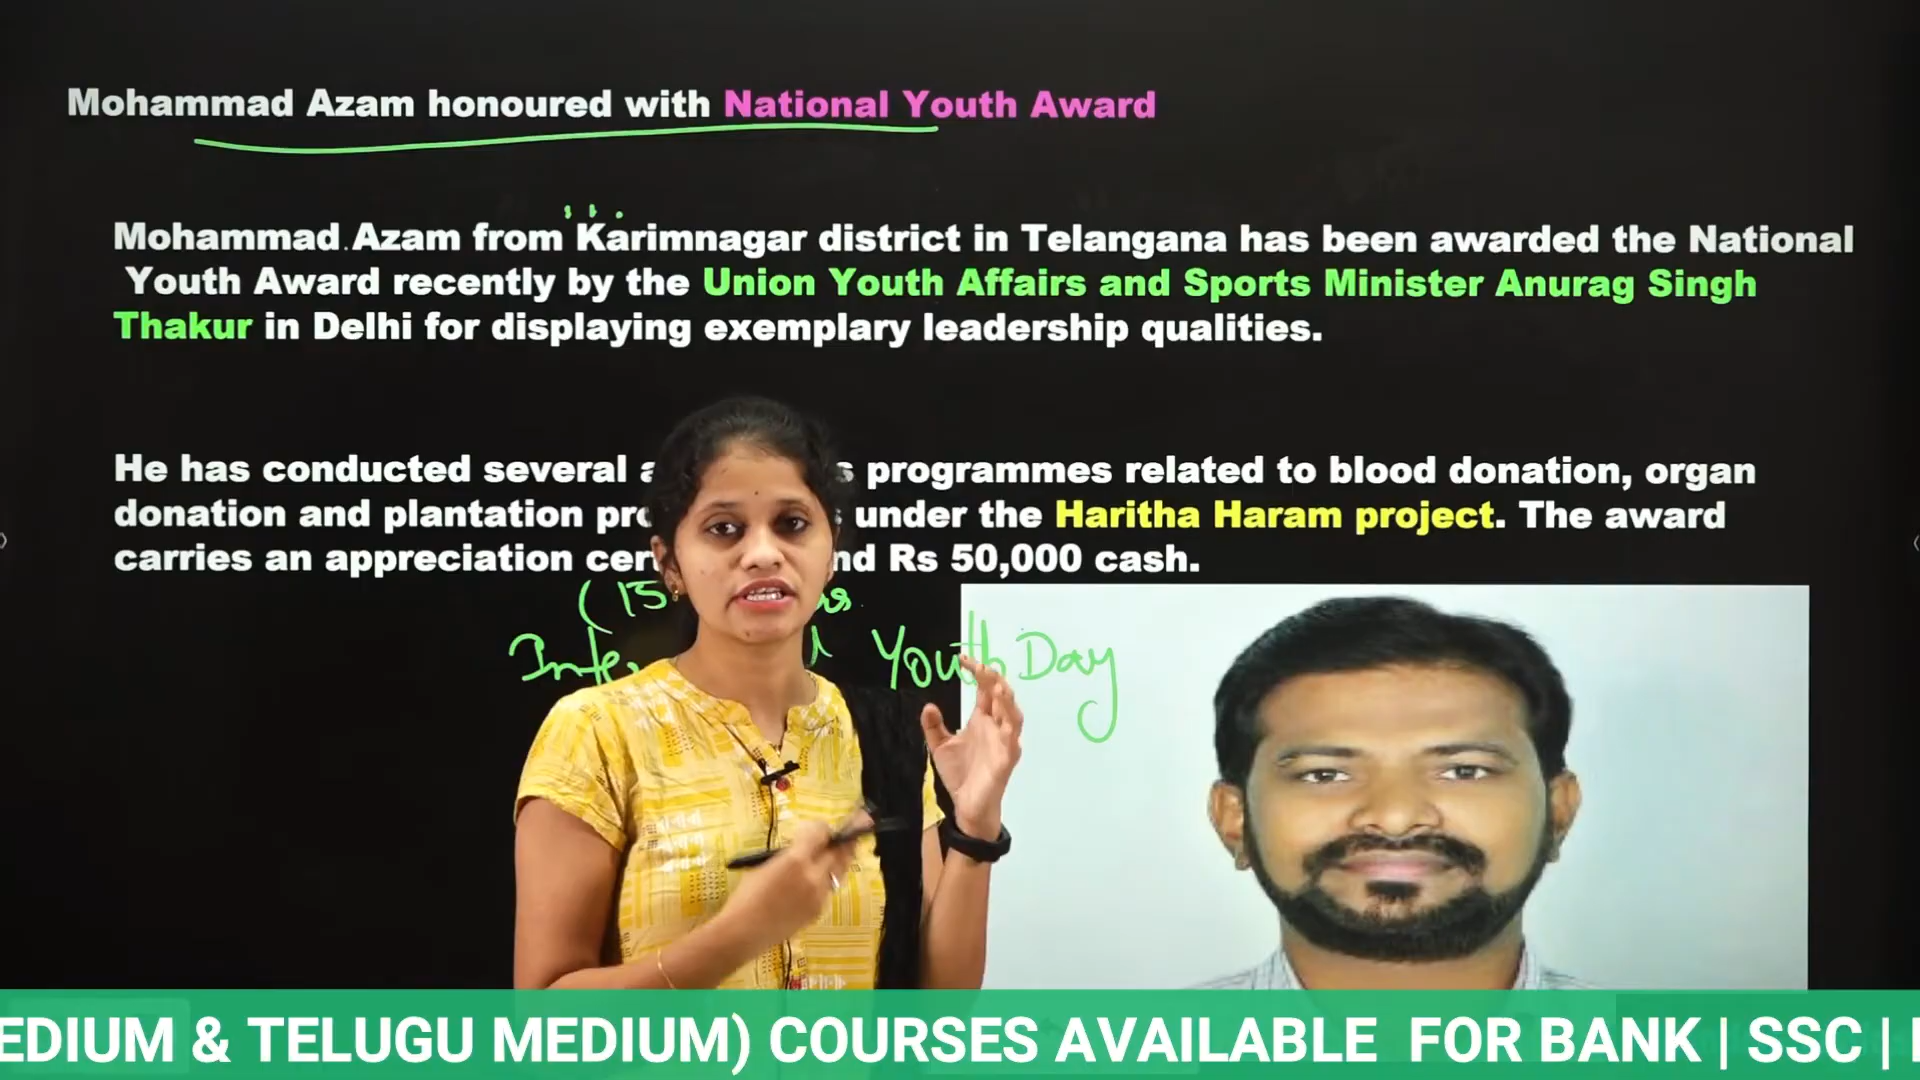 Mohammad Azam honoured with National Youth Award
Mohammad Azam from Karimnagar district in Telangana has been awarded the National
Youth Award recently by the Union Youth Affairs and Sports Minister Anurag Singh
Thakur in Delhi for displaying exemplary leadership qualities.
He has conducted several programmes related to blood donation, organ
donation and plantation under the Haritha Haram project. The award
carries an appreciation Rs 50,000 cash.
(15
Youth Day
EDIUM & TELUGU MEDIUM) COURSES AVAILABLE FOR BANK | SSC |